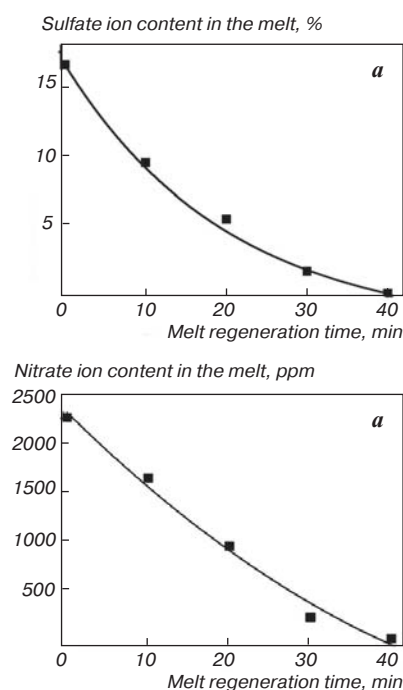 Sulfate ion content in the melt, %
a
15
10
5
0 10 20 30 40
Melt regeneration time, min
Nitrate ion content in the melt, ppm
2500
a
2000
1500
1000
500
0 10 20 30 40
Melt regeneration time, min